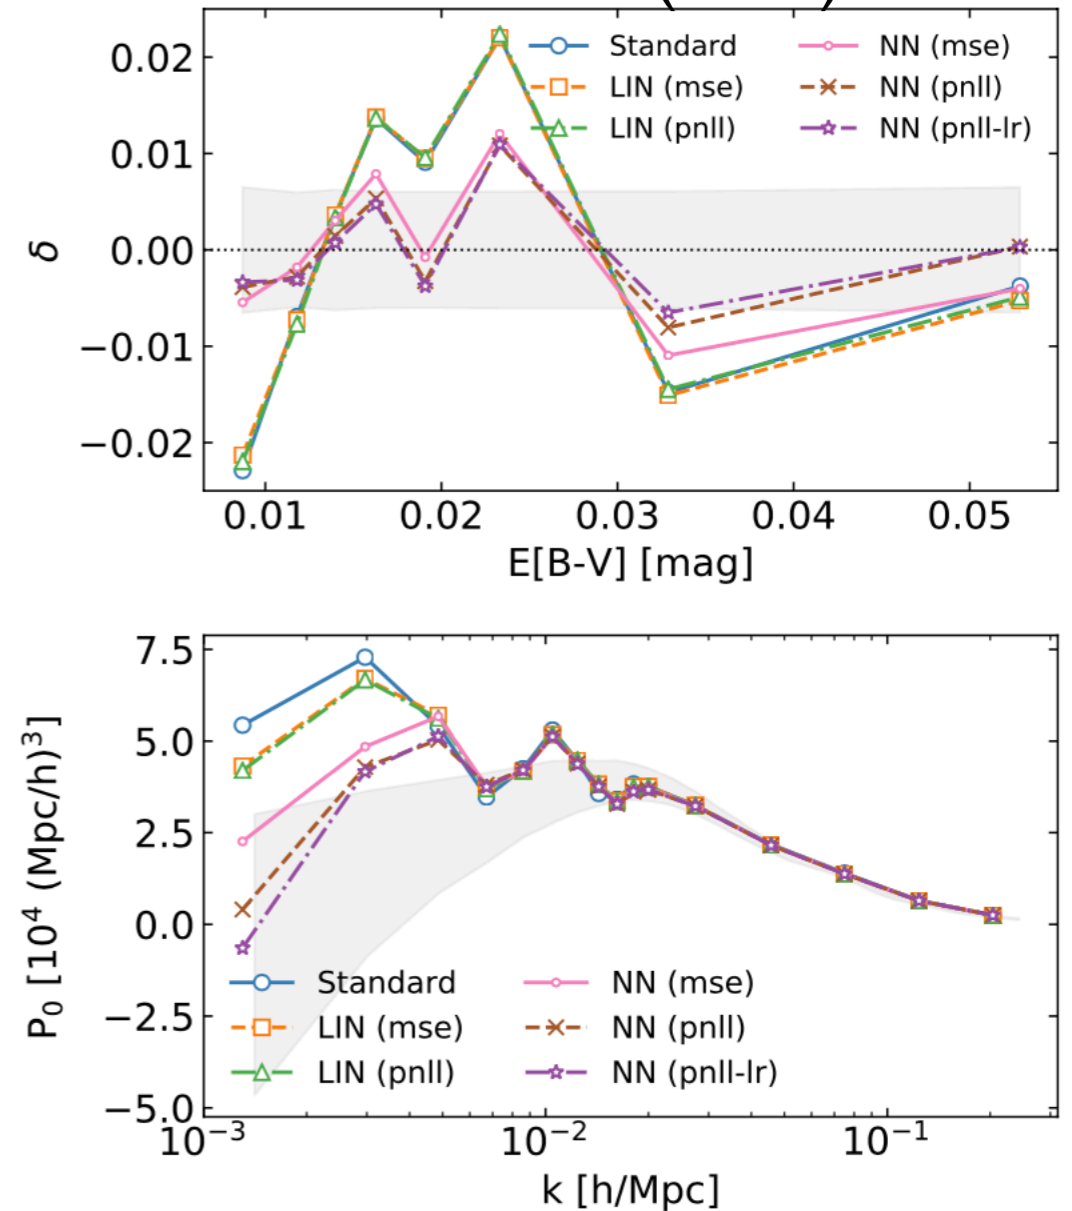 0.02
0.01
0.00
−0.01
−0.02
δ
Standard
LIN (mse)
LIN (pnll)
NN (mse)
NN (pnll)
NN (pnll-lr)
0.01 0.02 0.03 0.04 0.05
E[B-V] [mag]
7.5
5.0
2.5
0.0
−2.5
−5.0
P₀ [10⁴ (Mpc/h)³]
Standard
LIN (mse)
LIN (pnll)
NN (mse)
NN (pnll)
NN (pnll-lr)
10⁻³ 10⁻² 10⁻¹
k [h/Mpc]